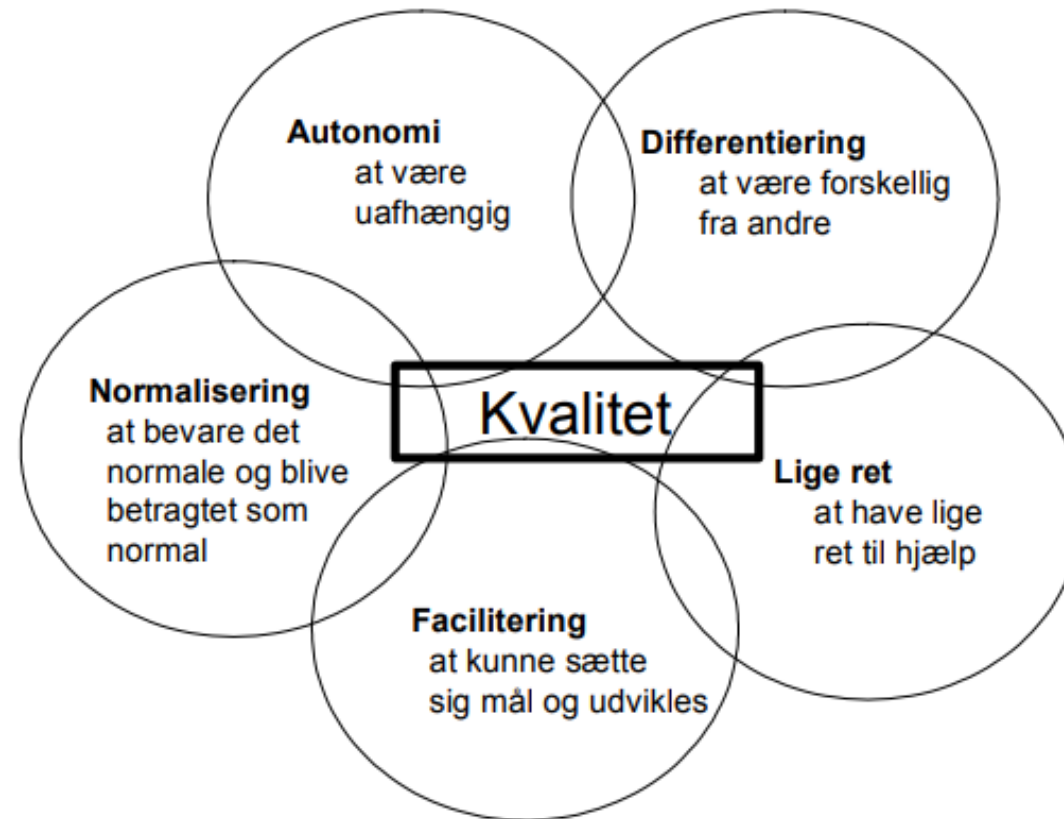 Autonomi
at være
uafhængig
Differentiering
at være forskellig
fra andre
Normalisering
at bevare det
normale og blive
betragtet som
normal
Kvalitet
Lige ret
at have lige
ret til hjælp
Facilitering
at kunne sætte
sig mål og udvikles